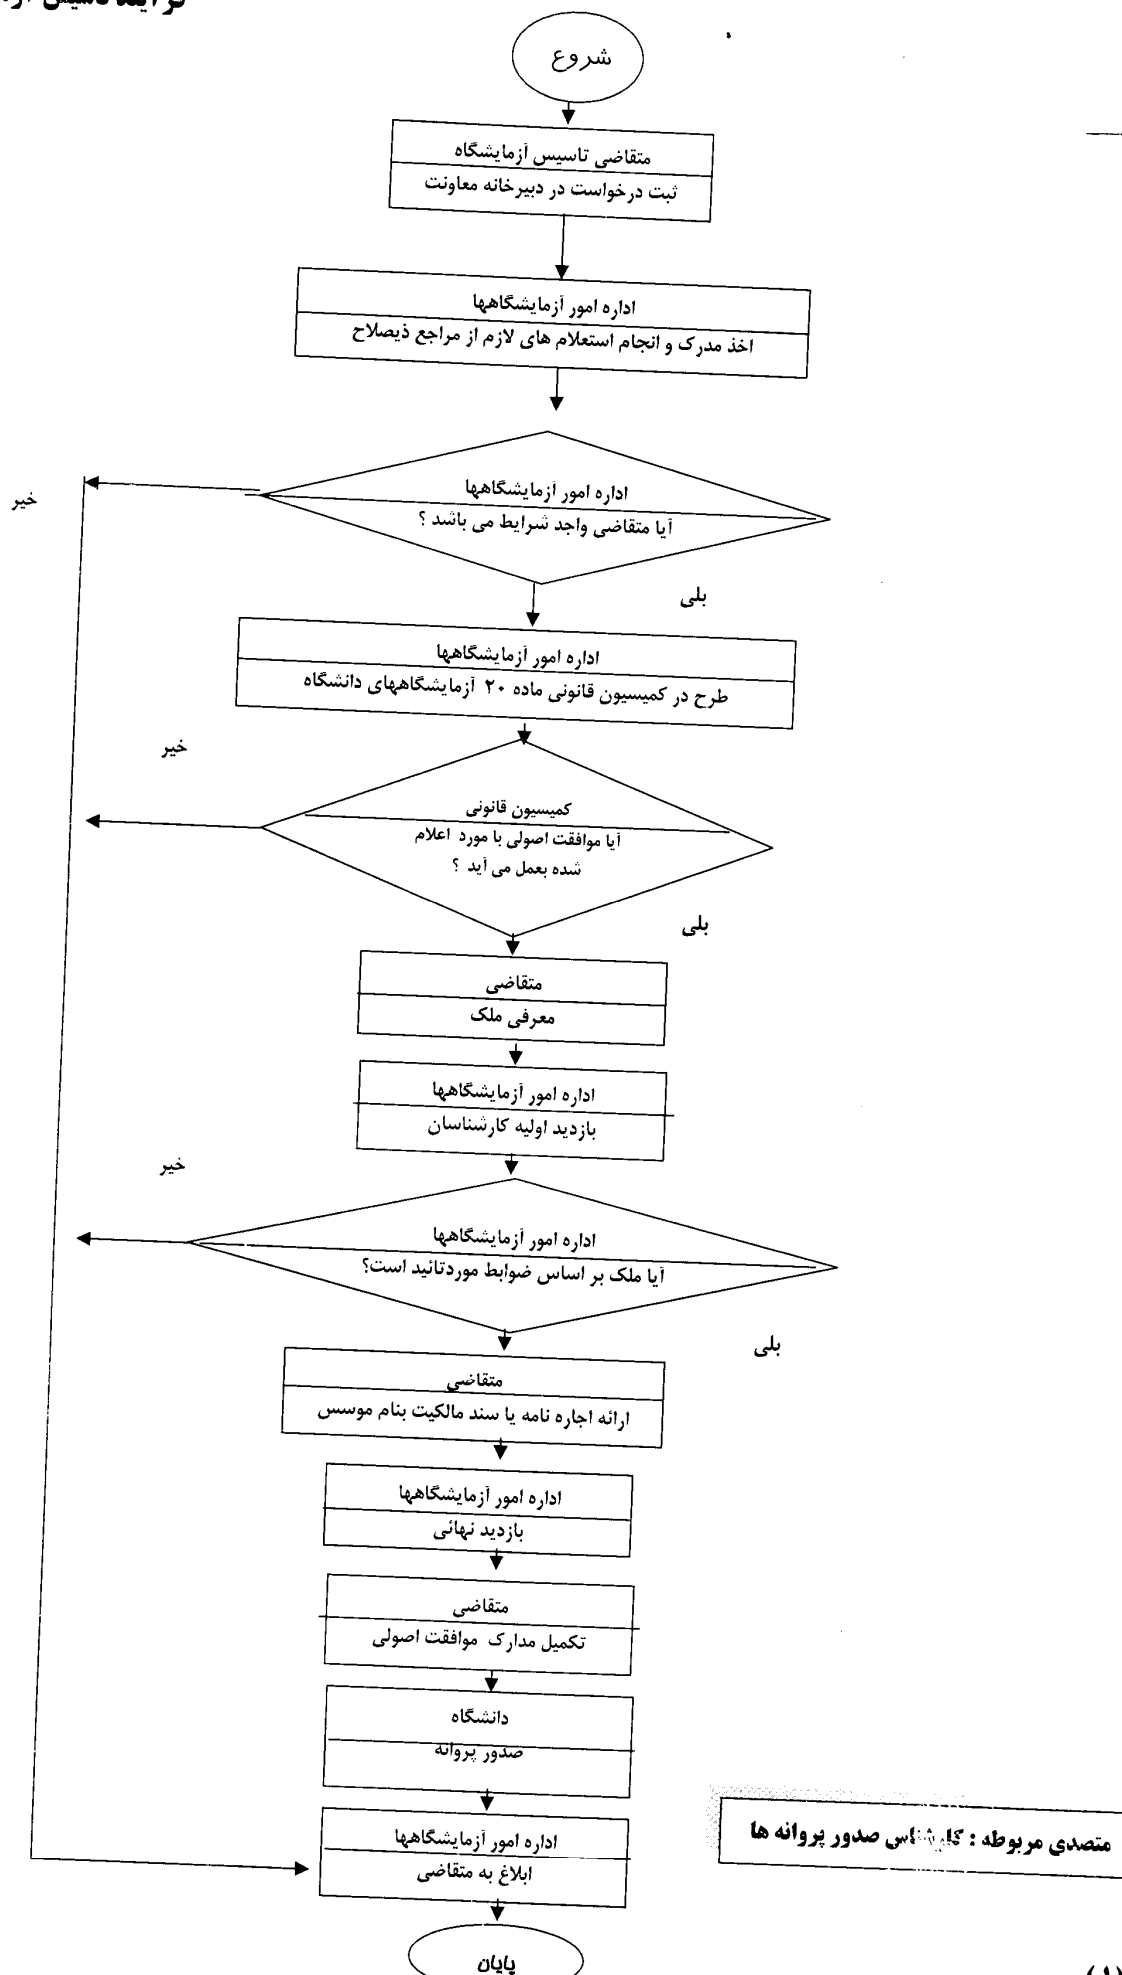 فرآیند تاسیس
شروع
متقاضی تاسیس آزمایشگاه
ثبت درخواست در دبیرخانه معاونت
اداره امور آزمایشگاهها
اخذ مدرک و انجام استعلام های لازم از مراجع ذیصلاح
اداره امور آزمایشگاهها
آیا متقاضی واجد شرایط می باشد ؟
خیر
بلی
اداره امور آزمایشگاهها
طرح در کمیسیون قانونی ماده ۲۰ آزمایشگاههای دانشگاه
خیر
کمیسیون قانونی
آیا موافقت اصولی با مورد اعلام
شده بعمل می آید ؟
بلی
متقاضی
معرفی ملک
اداره امور آزمایشگاهها
بازدید اولیه کارشناسان
خیر
اداره امور آزمایشگاهها
آیا ملک بر اساس ضوابط موردتائید است؟
بلی
متقاضی
ارائه اجاره نامه یا سند مالکیت بنام موسس
اداره امور آزمایشگاهها
بازدید نهائی
متقاضی
تکمیل مدارک موافقت اصولی
دانشگاه
صدور پروانه
اداره امور آزمایشگاهها
ابلاغ به متقاضی
متصدی مربوطه : کارشناس صدور پروانه ها
پایان